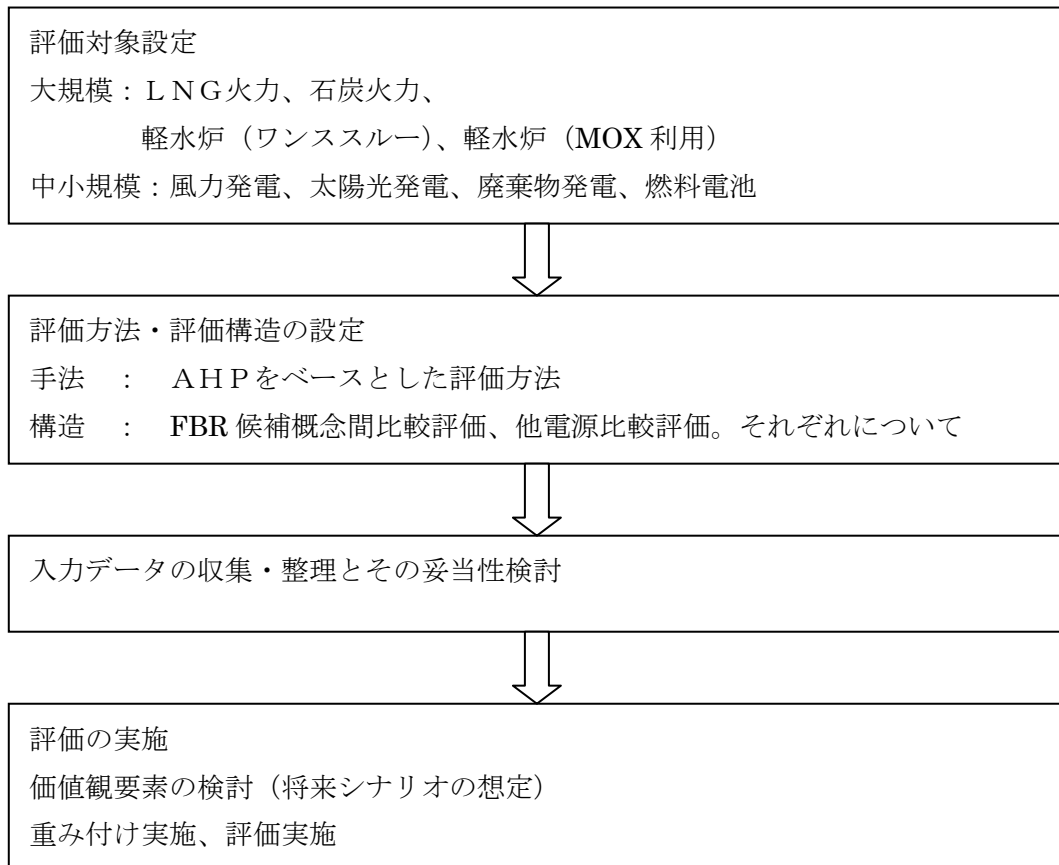 評価対象設定
大規模：ＬＮＧ火力、石炭火力、
軽水炉（ワンススルー）、軽水炉（MOX 利用）
中小規模：風力発電、太陽光発電、廃棄物発電、燃料電池
評価方法・評価構造の設定
手法　：　ＡＨＰをベースとした評価方法
構造　：　FBR 候補概念間比較評価、他電源比較評価。それぞれについて
入力データの収集・整理とその妥当性検討
評価の実施
価値観要素の検討（将来シナリオの想定）
重み付け実施、評価実施